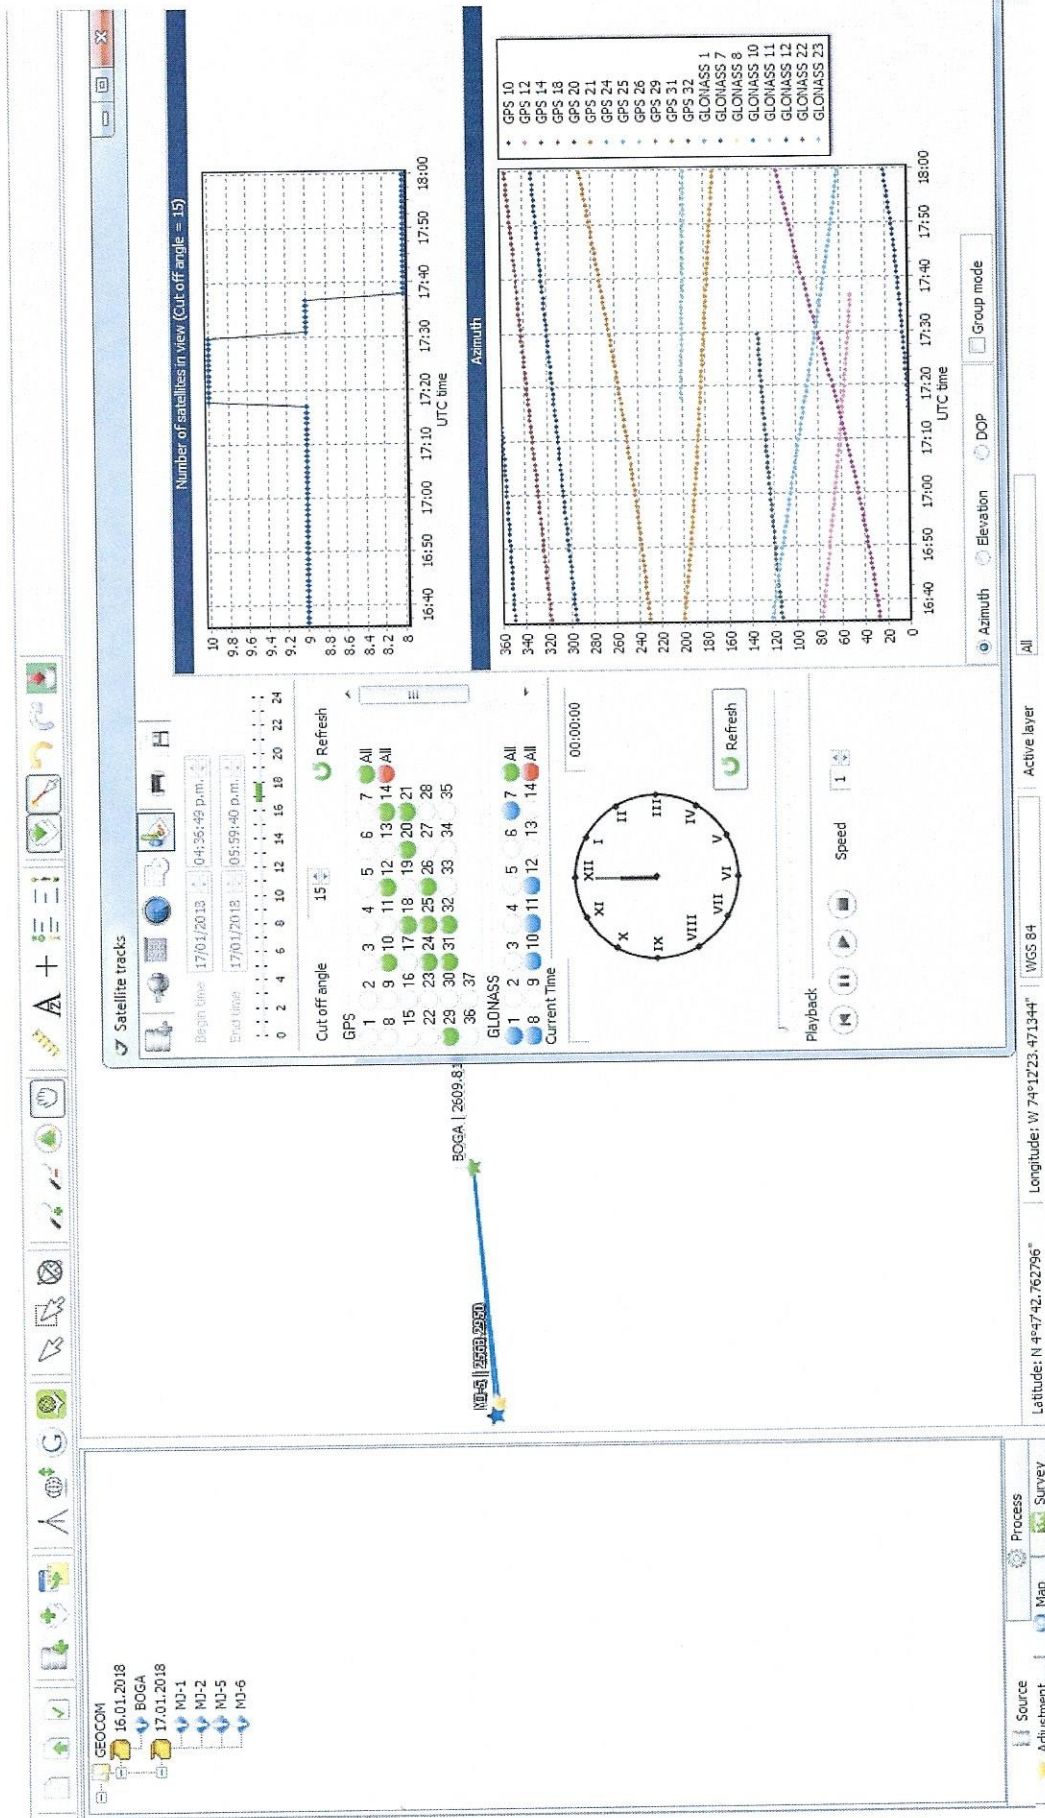 GEOCOM
16.01.2018
BOGA
17.01.2018
MJ-1
MJ-2
MJ-5
MJ-6
Source
Process
Adjustment
Map
Survey
BOGA | 2609.81
Latitude: N 4°47'42.762796"
Longitude: W 74°12'23.471344"
WGS 84
Active layer
All
Satellite tracks
Begin time 17/01/2018 04:36:49 p.m.
End time 17/01/2018 05:59:40 p.m.
0 2 4 6 8 10 12 14 16 18 20 22 24
Cut off angle 15 Refresh
GPS
1 2 3 4 5 6 7 All
8 9 10 11 12 13 14 All
15 16 17 18 19 20 21
22 23 24 25 26 27 28
29 30 31 32 33 34 35
36 37
GLONASS
1 2 3 4 5 6 7 All
8 9 10 11 12 13 14 All
Current Time
00:00:00
XII I II III IV V VI VII VIII IX X XI
Refresh
Playback
Speed 1
Number of satellites in view (Cut off angle = 15)
10
9.8
9.6
9.4
9.2
9
8.8
8.6
8.4
8.2
8
16:40 16:50 17:00 17:10 17:20 17:30 17:40 17:50 18:00
UTC time
Azimuth
360
340
320
300
280
260
240
220
200
180
160
140
120
100
80
60
40
20
0
16:40 16:50 17:00 17:10 17:20 17:30 17:40 17:50 18:00
UTC time
GPS 10
GPS 12
GPS 14
GPS 18
GPS 20
GPS 21
GPS 24
GPS 25
GPS 26
GPS 29
GPS 31
GPS 32
GLONASS 1
GLONASS 7
GLONASS 8
GLONASS 10
GLONASS 11
GLONASS 12
GLONASS 22
GLONASS 23
Azimuth Elevation DOP Group mode